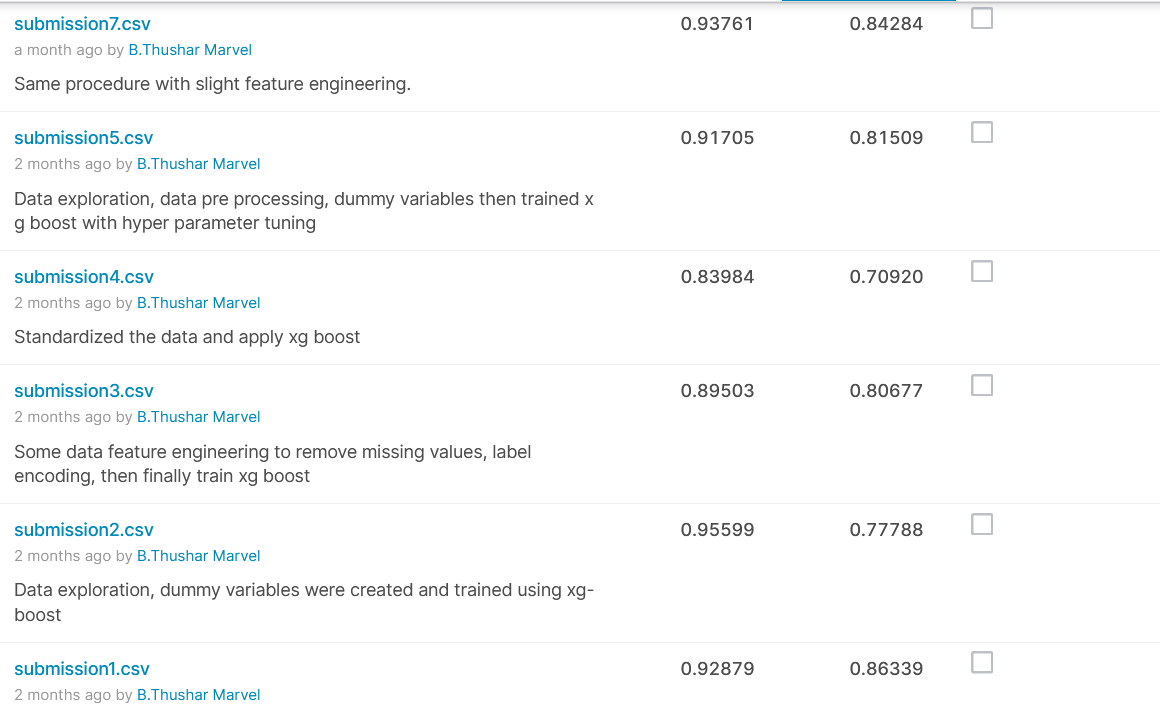 submission7.csv 0.93761 0.84284
a month ago by B.Thushar Marvel
Same procedure with slight feature engineering.
submission5.csv 0.91705 0.81509
2 months ago by B.Thushar Marvel
Data exploration, data pre processing, dummy variables then trained x
g boost with hyper parameter tuning
submission4.csv 0.83984 0.70920
2 months ago by B.Thushar Marvel
Standardized the data and apply xg boost
submission3.csv 0.89503 0.80677
2 months ago by B.Thushar Marvel
Some data feature engineering to remove missing values, label
encoding, then finally train xg boost
submission2.csv 0.95599 0.77788
2 months ago by B.Thushar Marvel
Data exploration, dummy variables were created and trained using xg-
boost
submission1.csv 0.92879 0.86339
2 months ago by B.Thushar Marvel